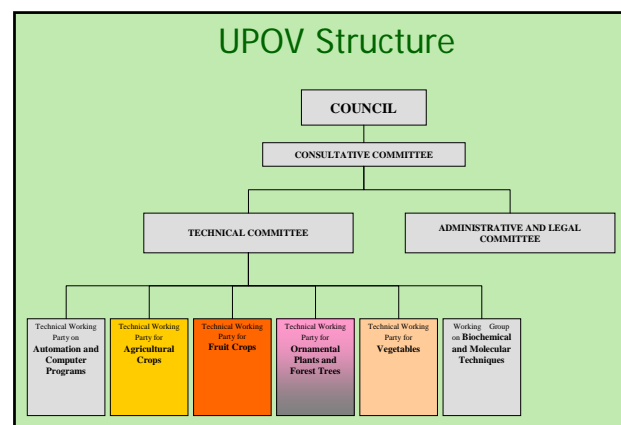 UPOV Structure
COUNCIL
CONSULTATIVE COMMITTEE
TECHNICAL COMMITTEE
ADMINISTRATIVE AND LEGAL
COMMITTEE
Technical Working
Party on
Automation and
Computer
Programs
Technical Working
Party for
Agricultural
Crops
Technical Working
Party for
Fruit Crops
Technical Working
Party for
Ornamental
Plants and
Forest Trees
Technical Working
Party for
Vegetables
Working Group
on Biochemical
and Molecular
Techniques